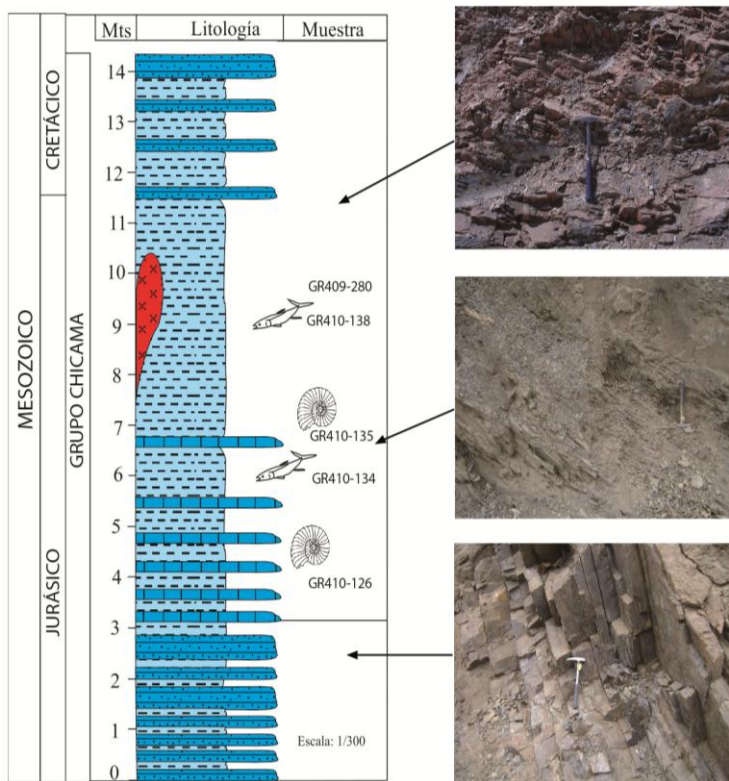 Mts Litología Muestra
MESOZOICO
CRETÁCICO
JURÁSICO
GRUPO CHICAMA
14
13
12
11
10
9
8
7
6
5
4
3
2
1
0
GR409-280
GR410-138
GR410-135
GR410-134
GR410-126
Escala: 1/300